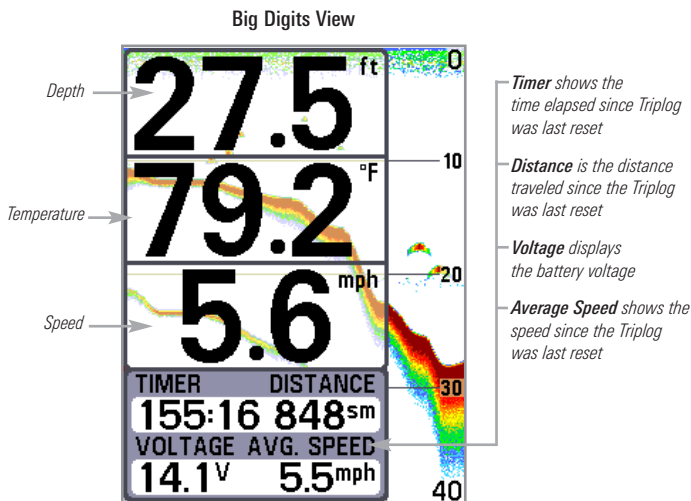 Big Digits View
Depth
27.5 ft
Temperature
79.2 °F
Speed
5.6 mph
TIMER DISTANCE
155:16 848sm
VOLTAGE AVG. SPEED
14.1V 5.5mph
0
10
20
30
40
Timer shows the
time elapsed since Triplog
was last reset
Distance is the distance
traveled since the Triplog
was last reset
Voltage displays
the battery voltage
Average Speed shows the
speed since the Triplog
was last reset